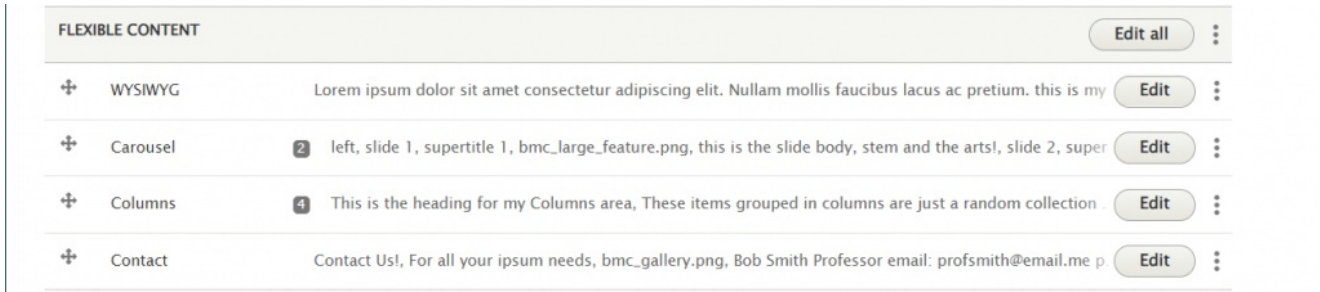 FLEXIBLE CONTENT Edit all
WYSIWYG Lorem ipsum dolor sit amet consectetur adipiscing elit. Nullam mollis faucibus lacus ac pretium. this is my Edit
Carousel 2 left, slide 1, supertitle 1, bmc_large_feature.png, this is the slide body, stem and the arts!, slide 2, super Edit
Columns 4 This is the heading for my Columns area, These items grouped in columns are just a random collection Edit
Contact Contact Us!, For all your ipsum needs, bmc_gallery.png, Bob Smith Professor email: profsmith@email.me p Edit